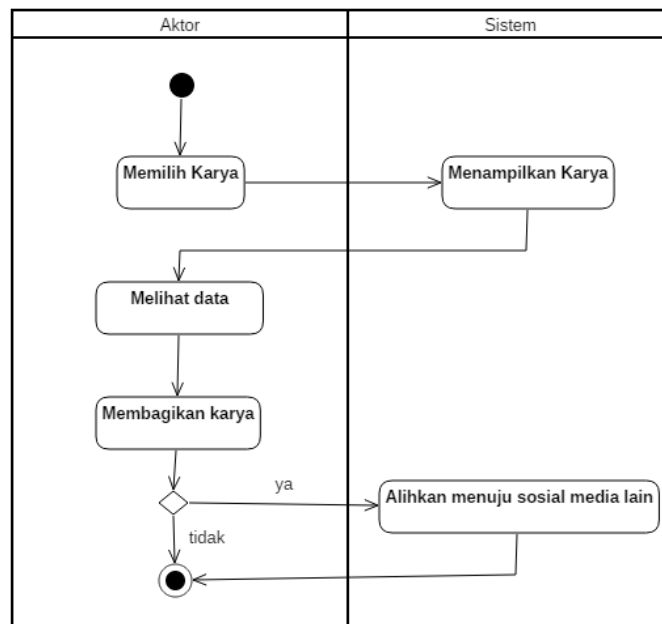 Aktor
Sistem
Memilih Karya
Menampilkan Karya
Melihat data
Membagikan karya
ya
Alihkan menuju sosial media lain
tidak